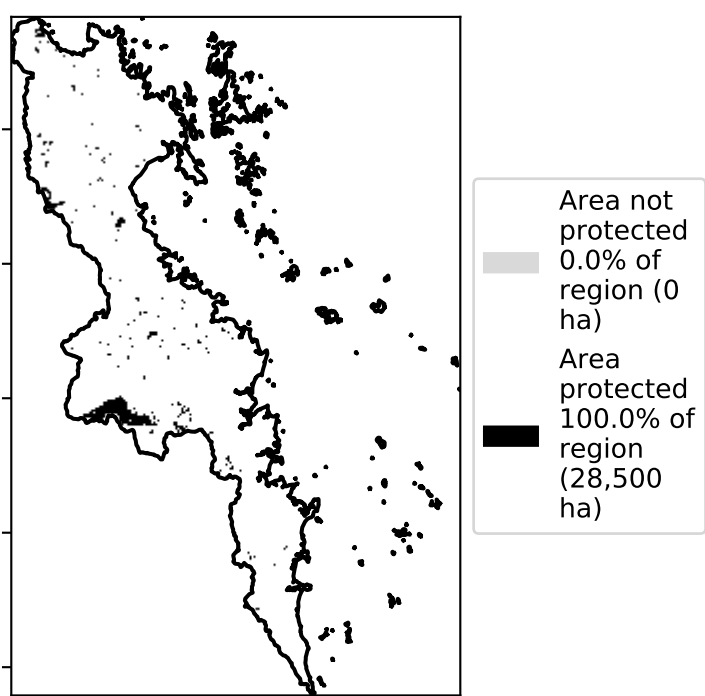 Area not
protected
0.0% of
region (0
ha)
Area
protected
100.0% of
region
(28,500
ha)